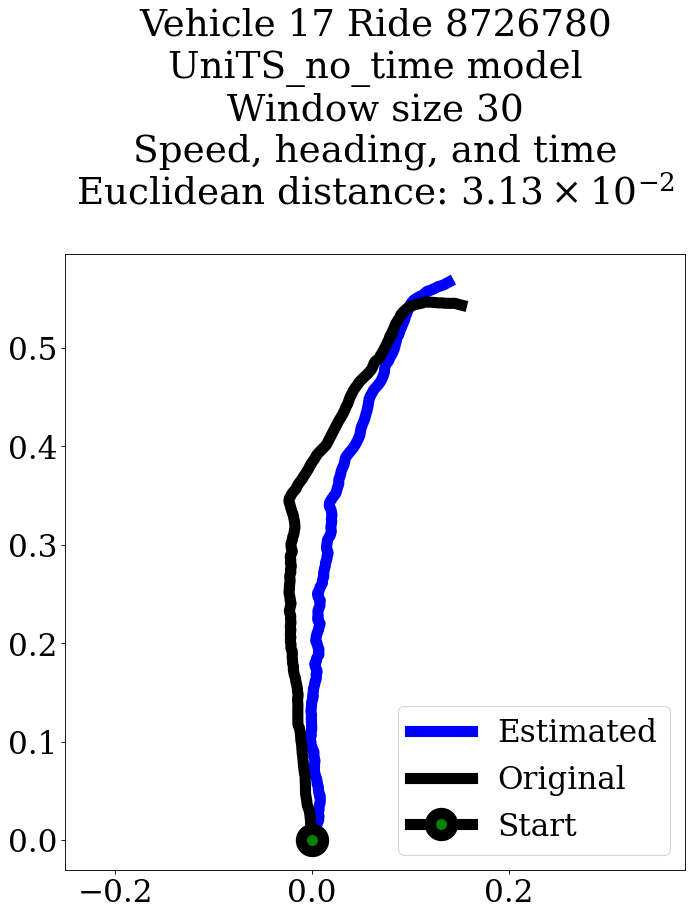 Vehicle 17 Ride 8726780
UniTS_no_time model
Window size 30
Speed, heading, and time
Euclidean distance: 3.13 × 10⁻²
0.5
0.4
0.3
0.2
0.1
0.0
Estimated
Original
Start
−0.2 0.0 0.2